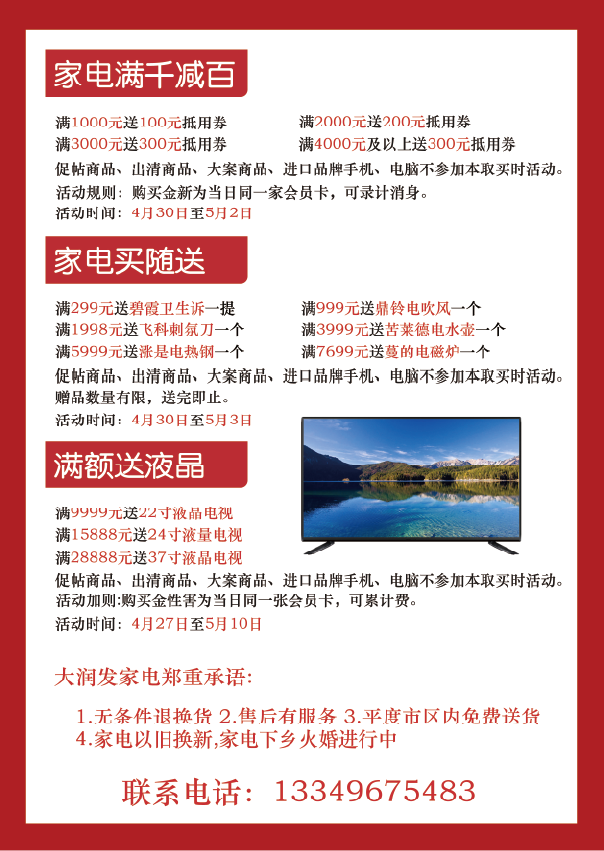 家电满千减百
满1000元送100元抵用券 满2000元送200元抵用券
满3000元送300元抵用券 满4000元及以上送300元抵用券
促帖商品、出清商品、大案商品、进口品牌手机、电脑不参加本取买时活动。
活动规则：购买金新为当日同一家会员卡，可录计消身。
活动时间：4月30日至5月2日
家电买随送
满299元送碧霞卫生诉一提 满999元送鼎铃电吹风一个
满1998元送飞科刺氛刀一个 满3999元送苦莱德电水壶一个
满5999元送涨是电热钢一个 满7699元送蔓的电磁炉一个
促帖商品、出清商品、大案商品、进口品牌手机、电脑不参加本取买时活动。
赠品数量有限，送完即止。
活动时间：4月30日至5月3日
满额送液晶
满9999元送22寸液晶电视
满15888元送24寸液量电视
满28888元送37寸液晶电视
促帖商品、出清商品、大案商品、进口品牌手机、电脑不参加本取买时活动。
活动加则:购买金性害为当日同一张会员卡，可累计费。
活动时间：4月27日至5月10日
大润发家电郑重承语:
1.无条件退换货 2.售后有服务 3.平度市区内免费送货
4.家电以旧换新,家电下乡火婚进行中
联系电话：13349675483